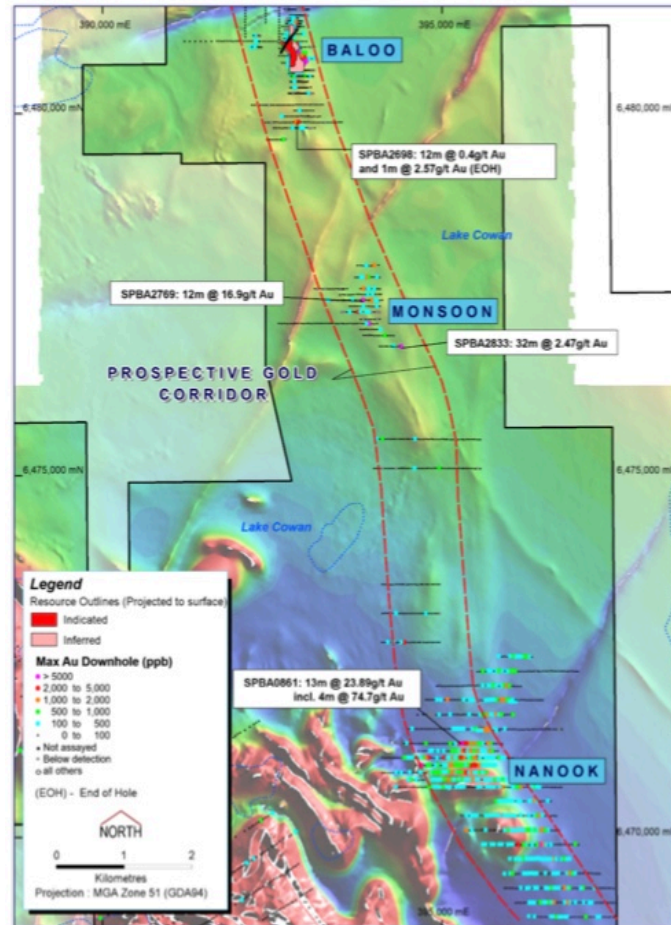 390,000 mE
395,000 mE
BALOO
6,480,000 mN
6,480,000 mN
SPBA2698: 12m @ 0.4g/t Au
and 1m @ 2.57g/t Au (EOH)
Lake Cowan
SPBA2769: 12m @ 16.9g/t Au
MONSOON
SPBA2833: 32m @ 2.47g/t Au
PROSPECTIVE GOLD
CORRIDOR
6,475,000 mN
6,475,000 mN
Lake Cowan
Legend
Resource Outlines (Projected to surface)
Indicated
Inferred
Max Au Downhole (ppb)
> 5000
2,000 to 5,000
1,000 to 2,000
500 to 1,000
100 to 500
0 to 100
Not assayed
Below detection
all others
(EOH) - End of Hole
NORTH
0 1 2
Kilometres
Projection : MGA Zone 51 (GDA94)
SPBA0861: 13m @ 23.89g/t Au
incl. 4m @ 74.7g/t Au
NANOOK
6,470,000 mN
395,000 mE